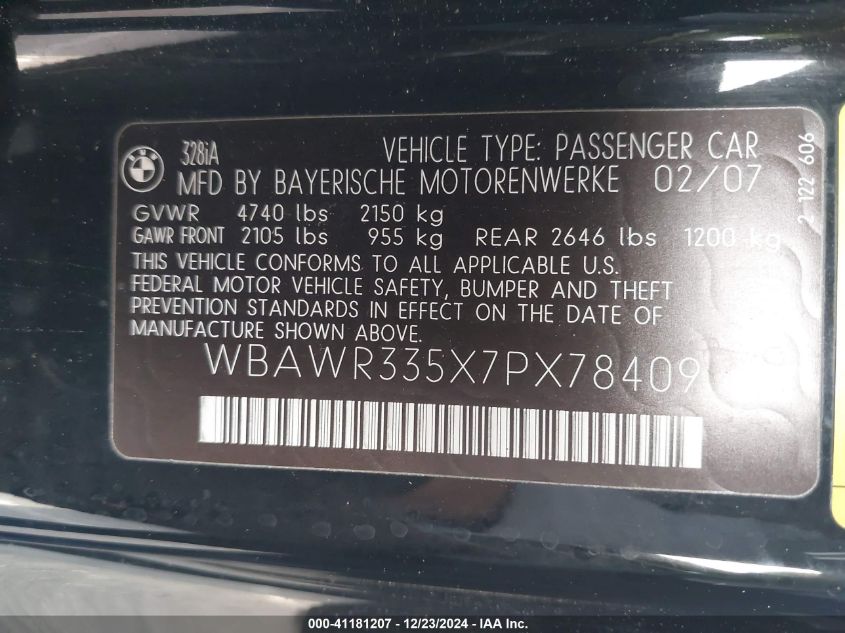 328iA VEHICLE TYPE: PASSENGER CAR
MFD BY BAYERISCHE MOTORENWERKE 02/07
GVWR 4740 lbs 2150 kg
GAWR FRONT 2105 lbs 955 kg REAR 2646 lbs 1200 kg
THIS VEHICLE CONFORMS TO ALL APPLICABLE U.S.
FEDERAL MOTOR VEHICLE SAFETY, BUMPER AND THEFT
PREVENTION STANDARDS IN EFFECT ON THE DATE OF
MANUFACTURE SHOWN ABOVE.
WBAWR335X7PX78409
2 122 606
000-41181207 - 12/23/2024 - IAAI.com